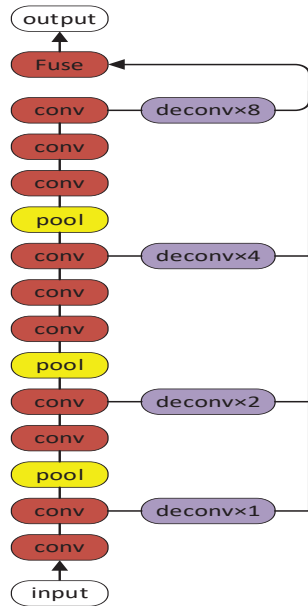 output
Fuse
conv deconv×8
conv
conv
pool
conv deconv×4
conv
conv
pool
conv deconv×2
conv
pool
conv deconv×1
conv
input